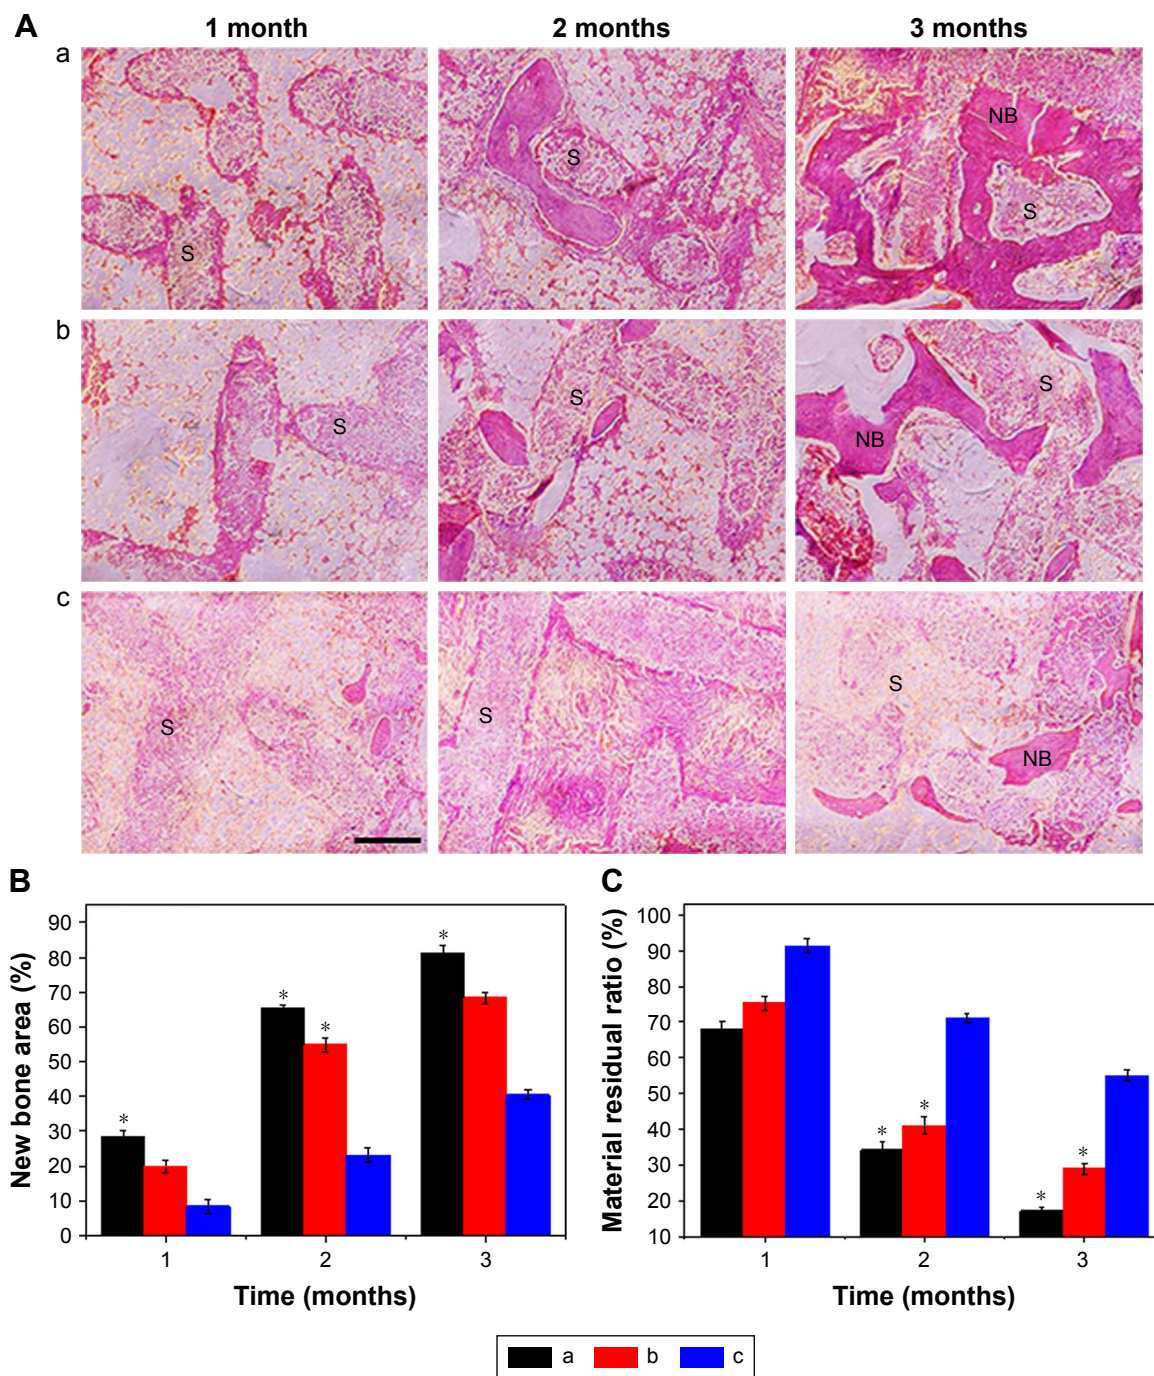 A
1 month 2 months 3 months
a
S
S
NB
S
b
S
S
S
NB
c
S
S
S
NB
B
New bone area (%)
90
80
70
60
50
40
30
20
10
0
* * * *
1 2 3
Time (months)
C
Material residual ratio (%)
100
90
80
70
60
50
40
30
20
10
* * * *
1 2 3
Time (months)
a b c